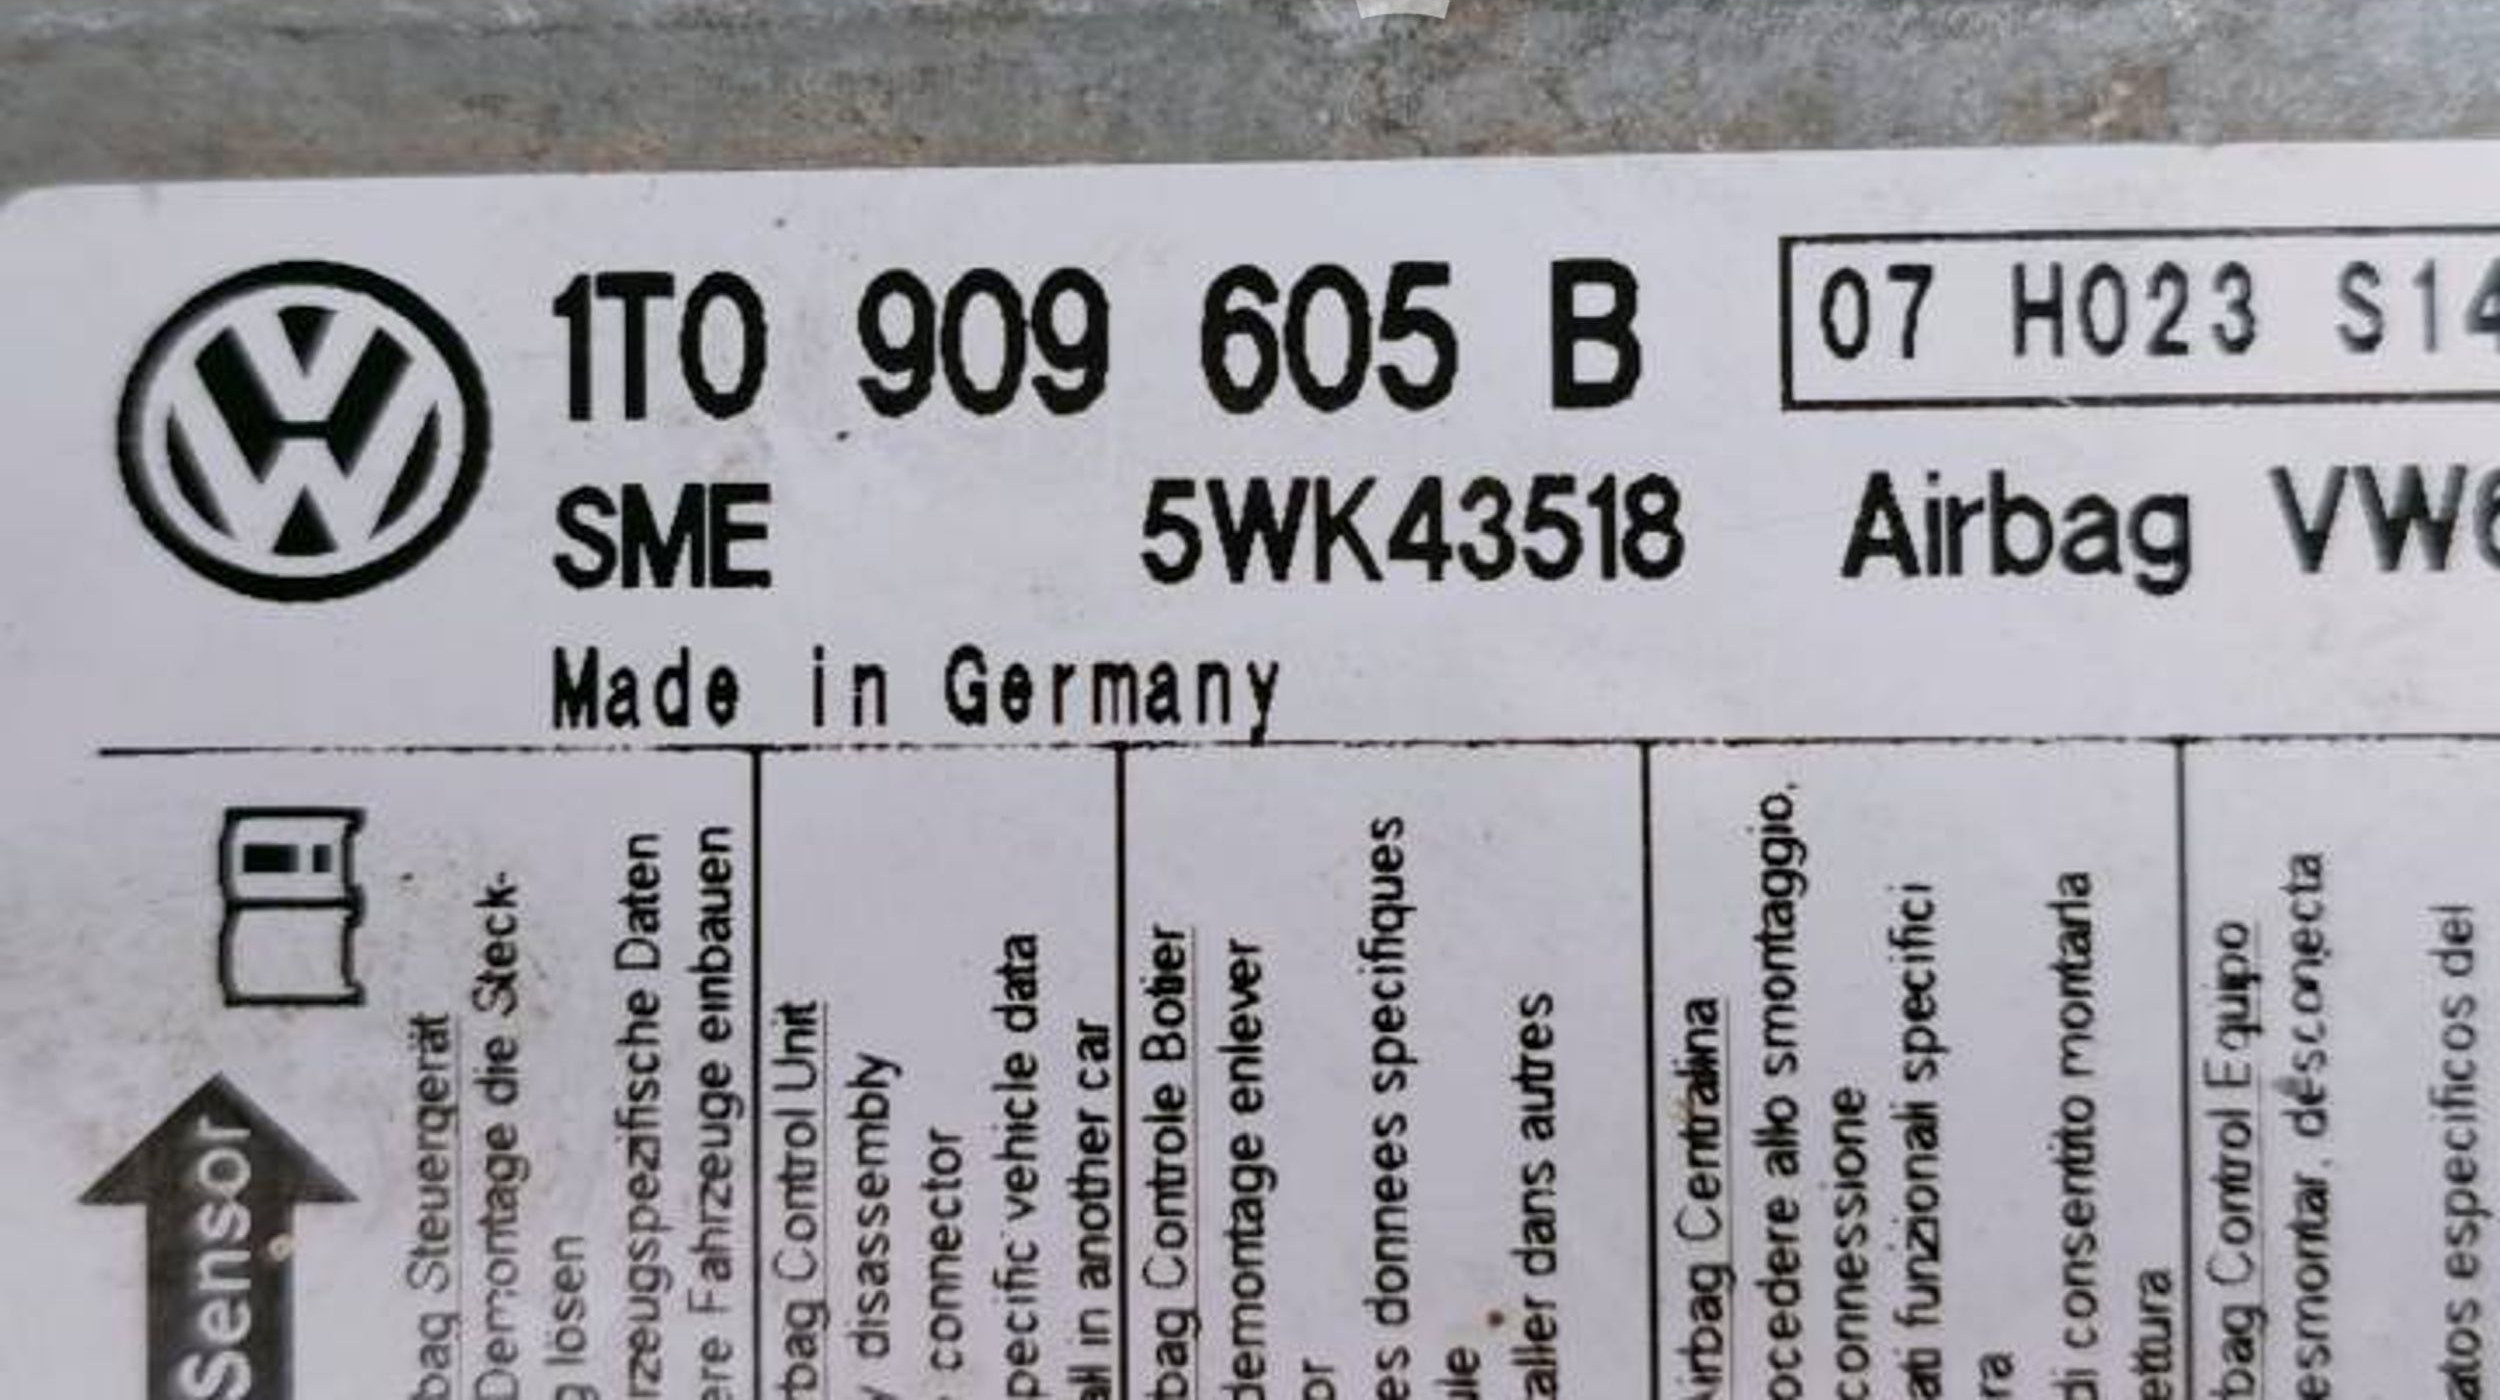 1T0 909 605 B
07 H023 S14
SME 5WK43518 Airbag VW6
Made in Germany
Sensor
bag Steuergerät
Demontage die Steck-
g lösen
rzeugspezifische Daten
ere Fahrzeuge einbauen
rbag Control Unit
y disassembly
connector
pecific vehicle data
all in another car
bag Controle Boitier
demontage enlever
or
es donnees specifiques
ule
aller dans autres
Airbag Centralina
ocedere allo smontaggio,
connessione
ati funzionali specifici
ra
di consentito montarla
ettura
rbag Control Equipo
esmontar, desconecta
atos especificos del